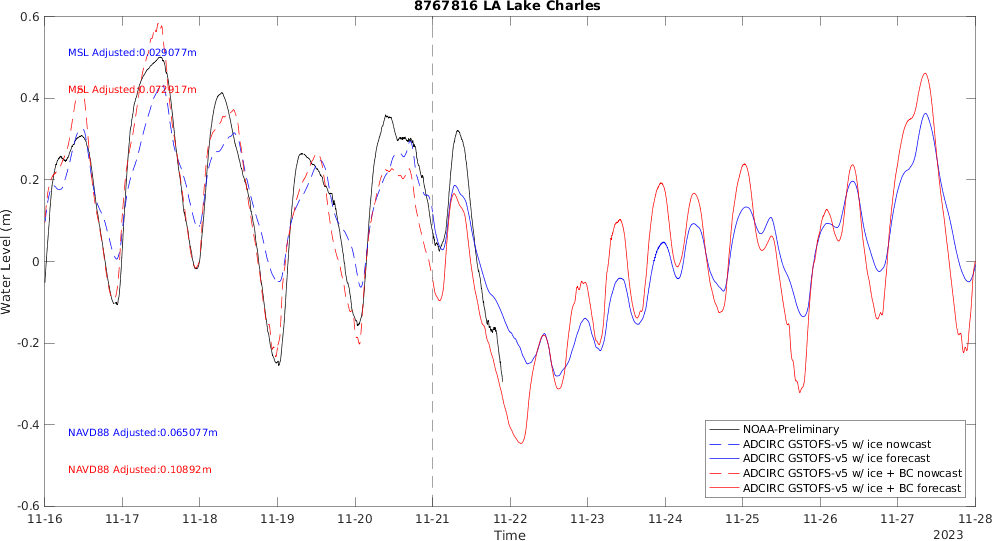 8767816 LA Lake Charles
0.6
0.4
0.2
0
-0.2
-0.4
-0.6
Water Level (m)
MSL Adjusted:0.029077m
MSL Adjusted:0.072917m
NAVD88 Adjusted:0.065077m
NAVD88 Adjusted:0.10892m
NOAA-Preliminary
ADCIRC GSTOFS-v5 w/ ice nowcast
ADCIRC GSTOFS-v5 w/ ice forecast
ADCIRC GSTOFS-v5 w/ ice + BC nowcast
ADCIRC GSTOFS-v5 w/ ice + BC forecast
11-16 11-17 11-18 11-19 11-20 11-21 11-22 11-23 11-24 11-25 11-26 11-27 11-28
Time
2023